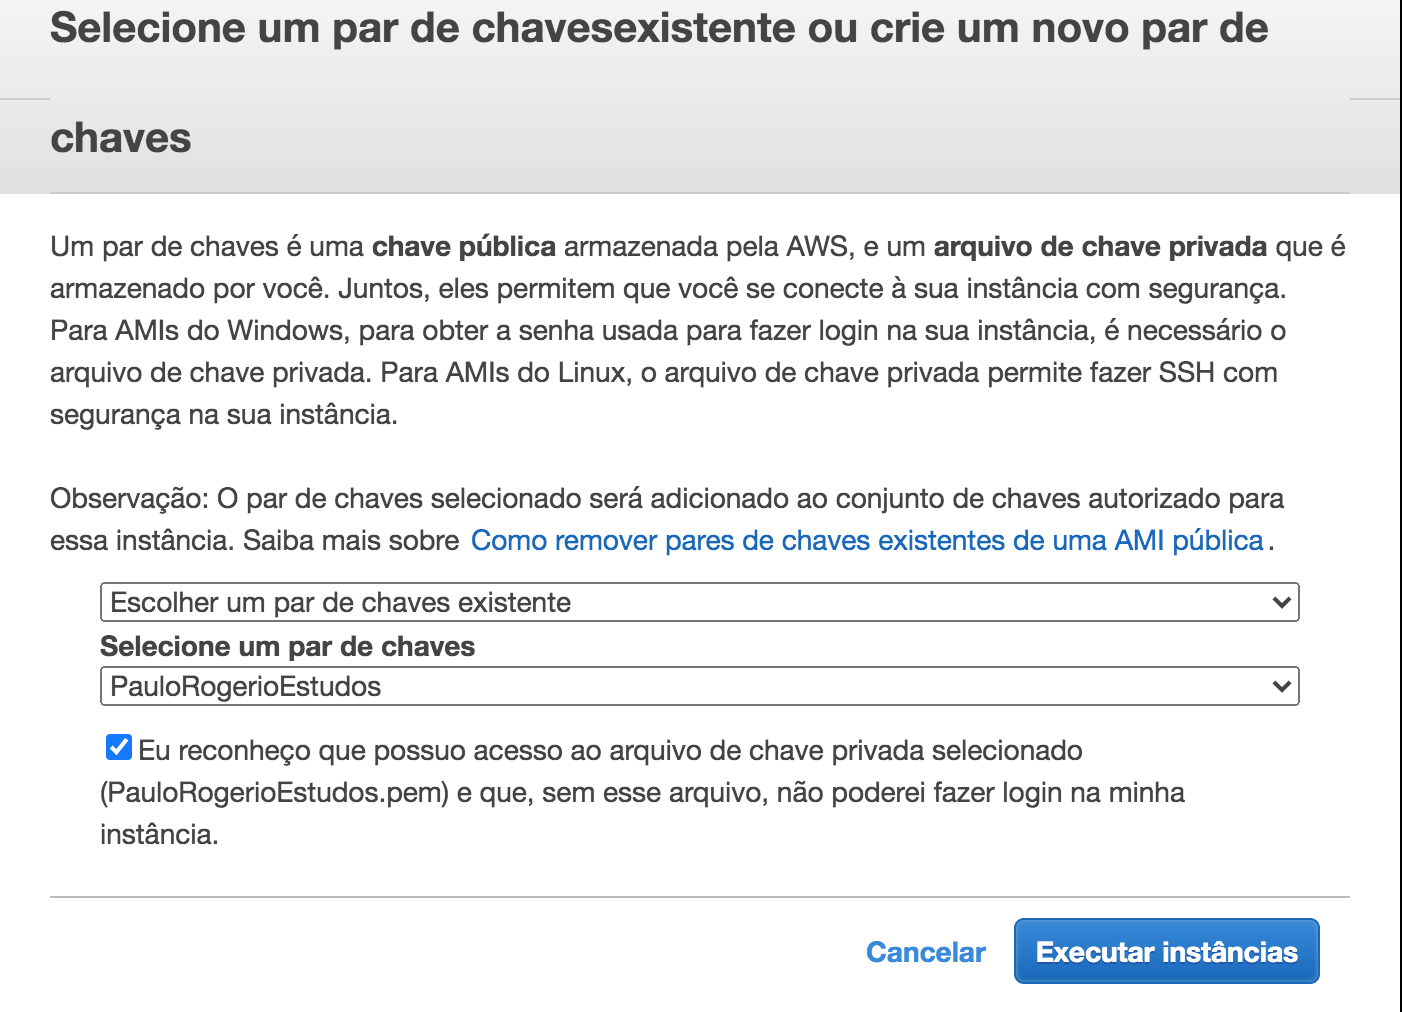 Selecione um par de chavesexistente ou crie um novo par de
chaves
Um par de chaves é uma chave pública armazenada pela AWS, e um arquivo de chave privada que é
armazenado por você. Juntos, eles permitem que você se conecte à sua instância com segurança.
Para AMIs do Windows, para obter a senha usada para fazer login na sua instância, é necessário o
arquivo de chave privada. Para AMIs do Linux, o arquivo de chave privada permite fazer SSH com
segurança na sua instância.
Observação: O par de chaves selecionado será adicionado ao conjunto de chaves autorizado para
essa instância. Saiba mais sobre Como remover pares de chaves existentes de uma AMI pública.
Escolher um par de chaves existente
Selecione um par de chaves
PauloRogerioEstudos
Eu reconheço que possuo acesso ao arquivo de chave privada selecionado
(PauloRogerioEstudos.pem) e que, sem esse arquivo, não poderei fazer login na minha
instância.
Cancelar Executar instâncias